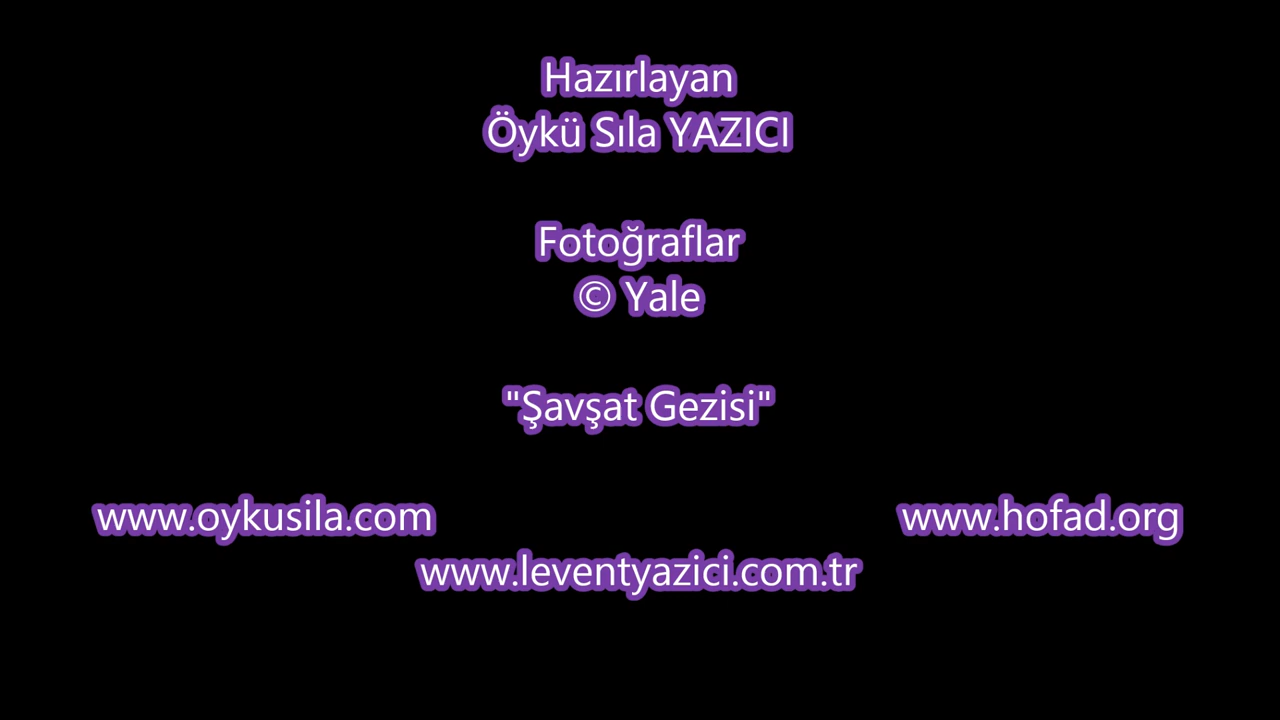 Hazırlayan
Öykü Sıla YAZICI
Fotoğraflar
© Yale
"Şavşat Gezisi"
www.oykusila.com www.hofad.org
www.leventyazici.com.tr